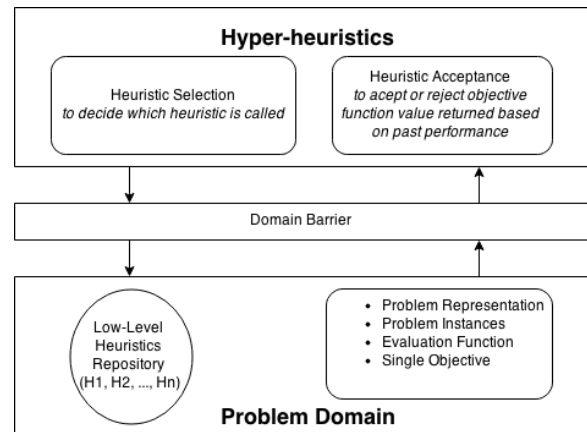 Hyper-heuristics
Heuristic Selection
to decide which heuristic is called
Heuristic Acceptance
to acept or reject objective
function value returned based
on past performance
Domain Barrier
Low-Level
Heuristics
Repository
(H1, H2, ..., Hn)
• Problem Representation
• Problem Instances
• Evaluation Function
• Single Objective
Problem Domain